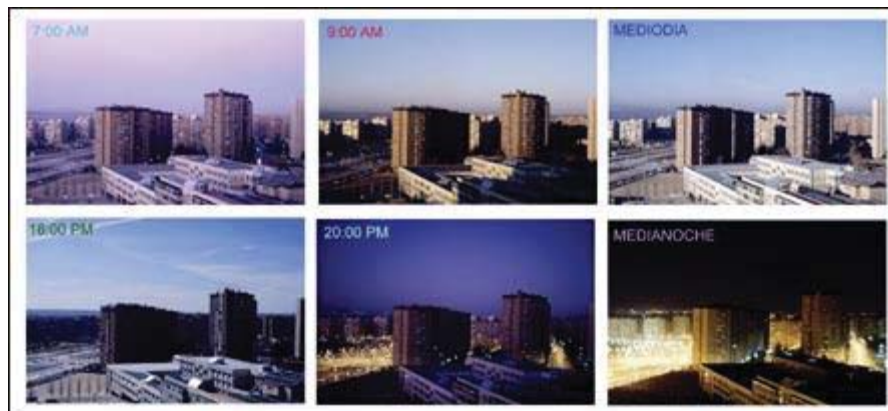 7:00 AM
9:00 AM
MEDIODIA
18:00 PM
20:00 PM
MEDIANOCHE